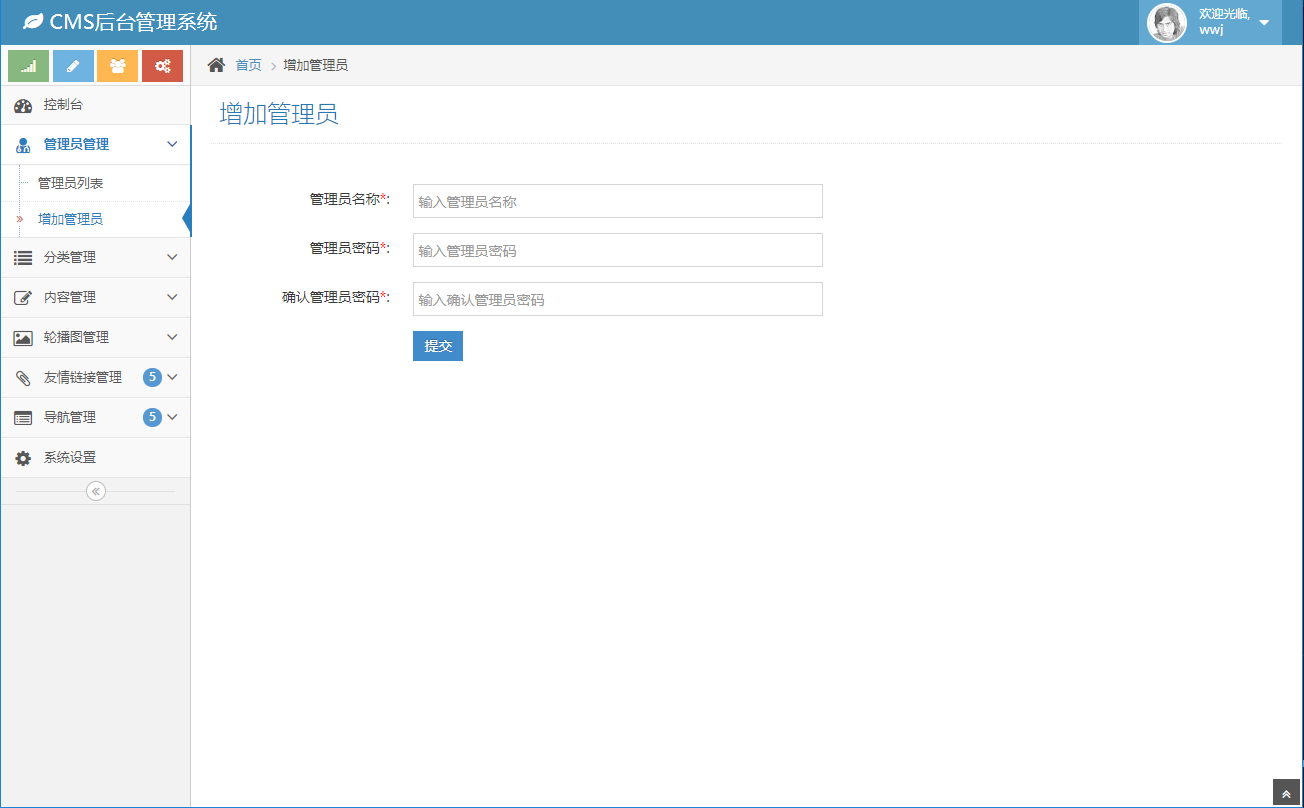 CMS后台管理系统
欢迎光临,
wwj
首页
增加管理员
控制台
管理员管理
管理员列表
增加管理员
分类管理
内容管理
轮播图管理
友情链接管理 5
导航管理 5
系统设置
增加管理员
管理员名称*: 输入管理员名称
管理员密码*: 输入管理员密码
确认管理员密码*: 输入确认管理员密码
提交